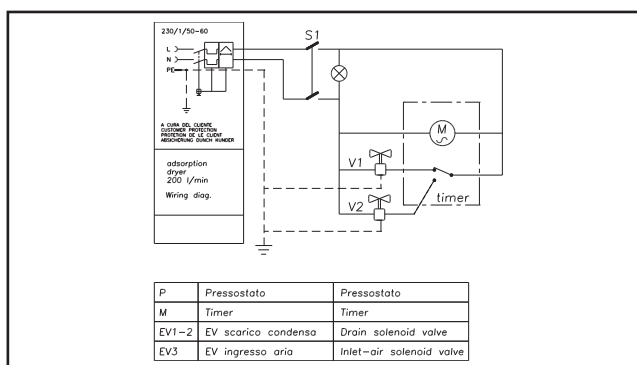 230/1/50-60
L
N
PE
A CURA DEL CLIENTE
CUSTOMER PROTECTION
PROTETION DE LE CLIENT
ABSICHERUNG DUNCH KUNDER
adsorption
dryer
200 l/min
Wiring diag.
S1
M
V1
V2
timer
P Pressostato Pressostato
M Timer Timer
EV1-2 EV scarico condensa Drain solenoid valve
EV3 EV ingresso aria Inlet-air solenoid valve